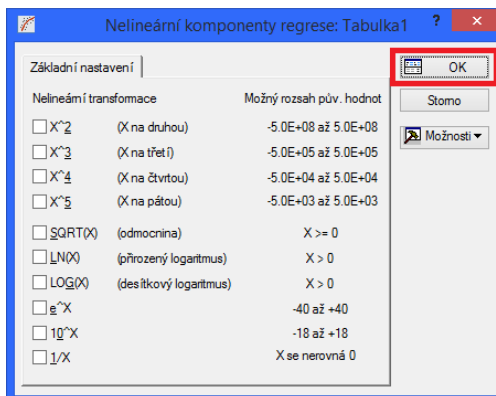 Nelineární komponenty regrese: Tabulka1 ? ×
Základní nastavení
OK
Nelineární transformace Možný rozsah pův. hodnot
Storno
X^2 (X na druhou) -5.0E+08 až 5.0E+08
Možnosti
X^3 (X na třetí) -5.0E+05 až 5.0E+05
X^4 (X na čtvrtou) -5.0E+04 až 5.0E+04
X^5 (X na pátou) -5.0E+03 až 5.0E+03
SQRT(X) (odmocnina) X >= 0
LN(X) (přirozený logaritmus) X > 0
LOG(X) (desítkový logaritmus) X > 0
e^X -40 až +40
10^X -18 až +18
1/X X se nerovná 0